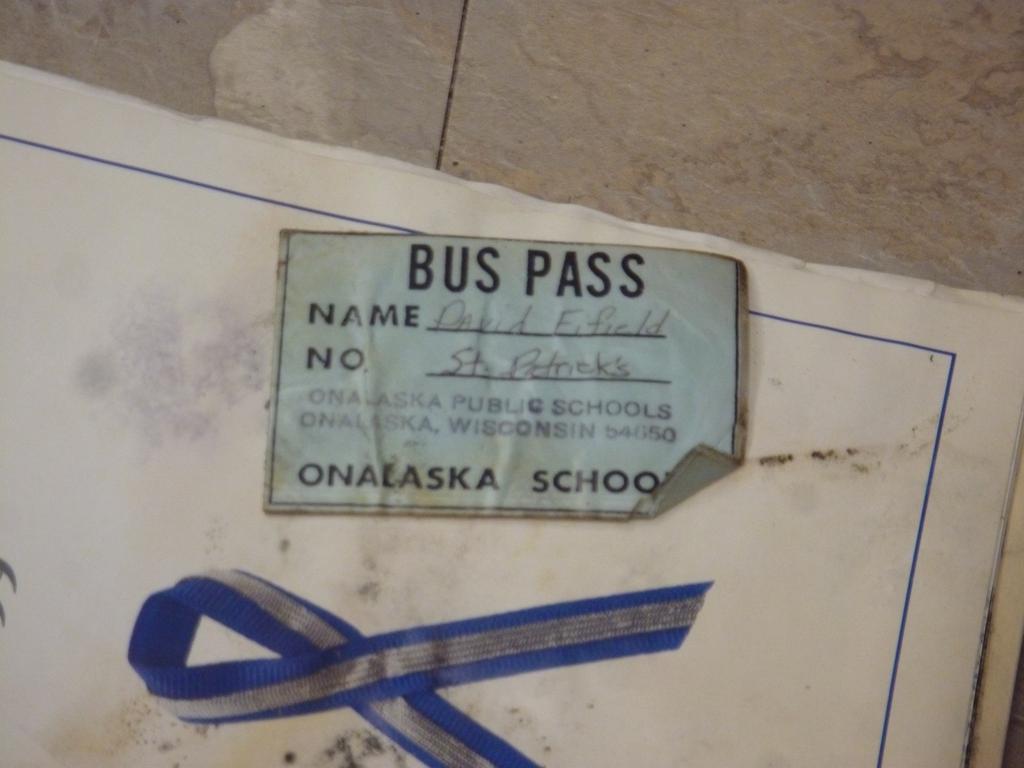 BUS PASS
NAME David Eifield
NO. St. Patrick's
ONALASKA PUBLIC SCHOOLS
ONALASKA, WISCONSIN 54650
ONALASKA SCHOO